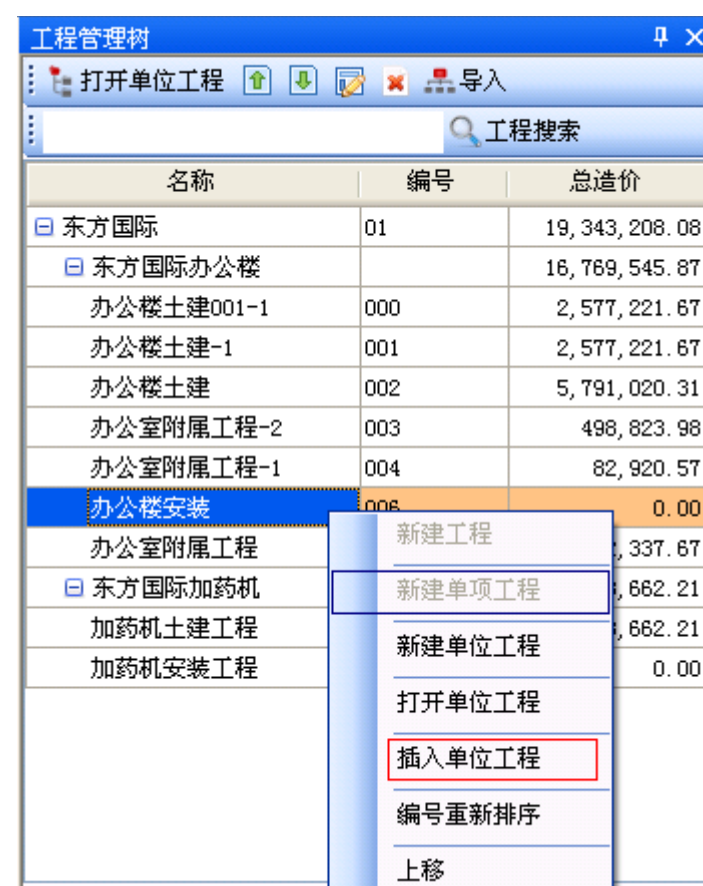 工程管理树
打开单位工程 导入
工程搜索
名称 编号 总造价
东方国际 01 19,343,208.08
东方国际办公楼 16,769,545.87
办公楼土建001-1 000 2,577,221.67
办公楼土建-1 001 2,577,221.67
办公楼土建 002 5,791,020.31
办公室附属工程-2 003 498,823.98
办公室附属工程-1 004 82,920.57
办公楼安装 006 0.00
新建工程
办公室附属工程 ,337.67
东方国际加药机 新建单项工程 ,662.21
加药机土建工程 ,662.21
新建单位工程
加药机安装工程 0.00
打开单位工程
插入单位工程
编号重新排序
上移